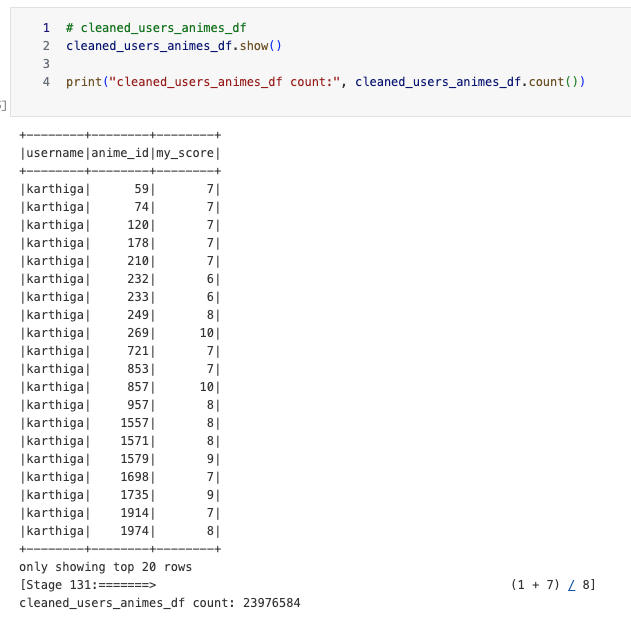 1 # cleaned_users_animes_df
2 cleaned_users_animes_df.show()
3
4 print("cleaned_users_animes_df count:", cleaned_users_animes_df.count())
]
+--------+--------+--------+
|username|anime_id|my_score|
+--------+--------+--------+
|karthiga|      59|       7|
|karthiga|      74|       7|
|karthiga|     120|       7|
|karthiga|     178|       7|
|karthiga|     210|       7|
|karthiga|     232|       6|
|karthiga|     233|       6|
|karthiga|     249|       8|
|karthiga|     269|      10|
|karthiga|     721|       7|
|karthiga|     853|       7|
|karthiga|     857|      10|
|karthiga|     957|       8|
|karthiga|    1557|       8|
|karthiga|    1571|       8|
|karthiga|    1579|       9|
|karthiga|    1698|       7|
|karthiga|    1735|       9|
|karthiga|    1914|       7|
|karthiga|    1974|       8|
+--------+--------+--------+
only showing top 20 rows
[Stage 131:=======> (1 + 7) / 8]
cleaned_users_animes_df count: 23976584